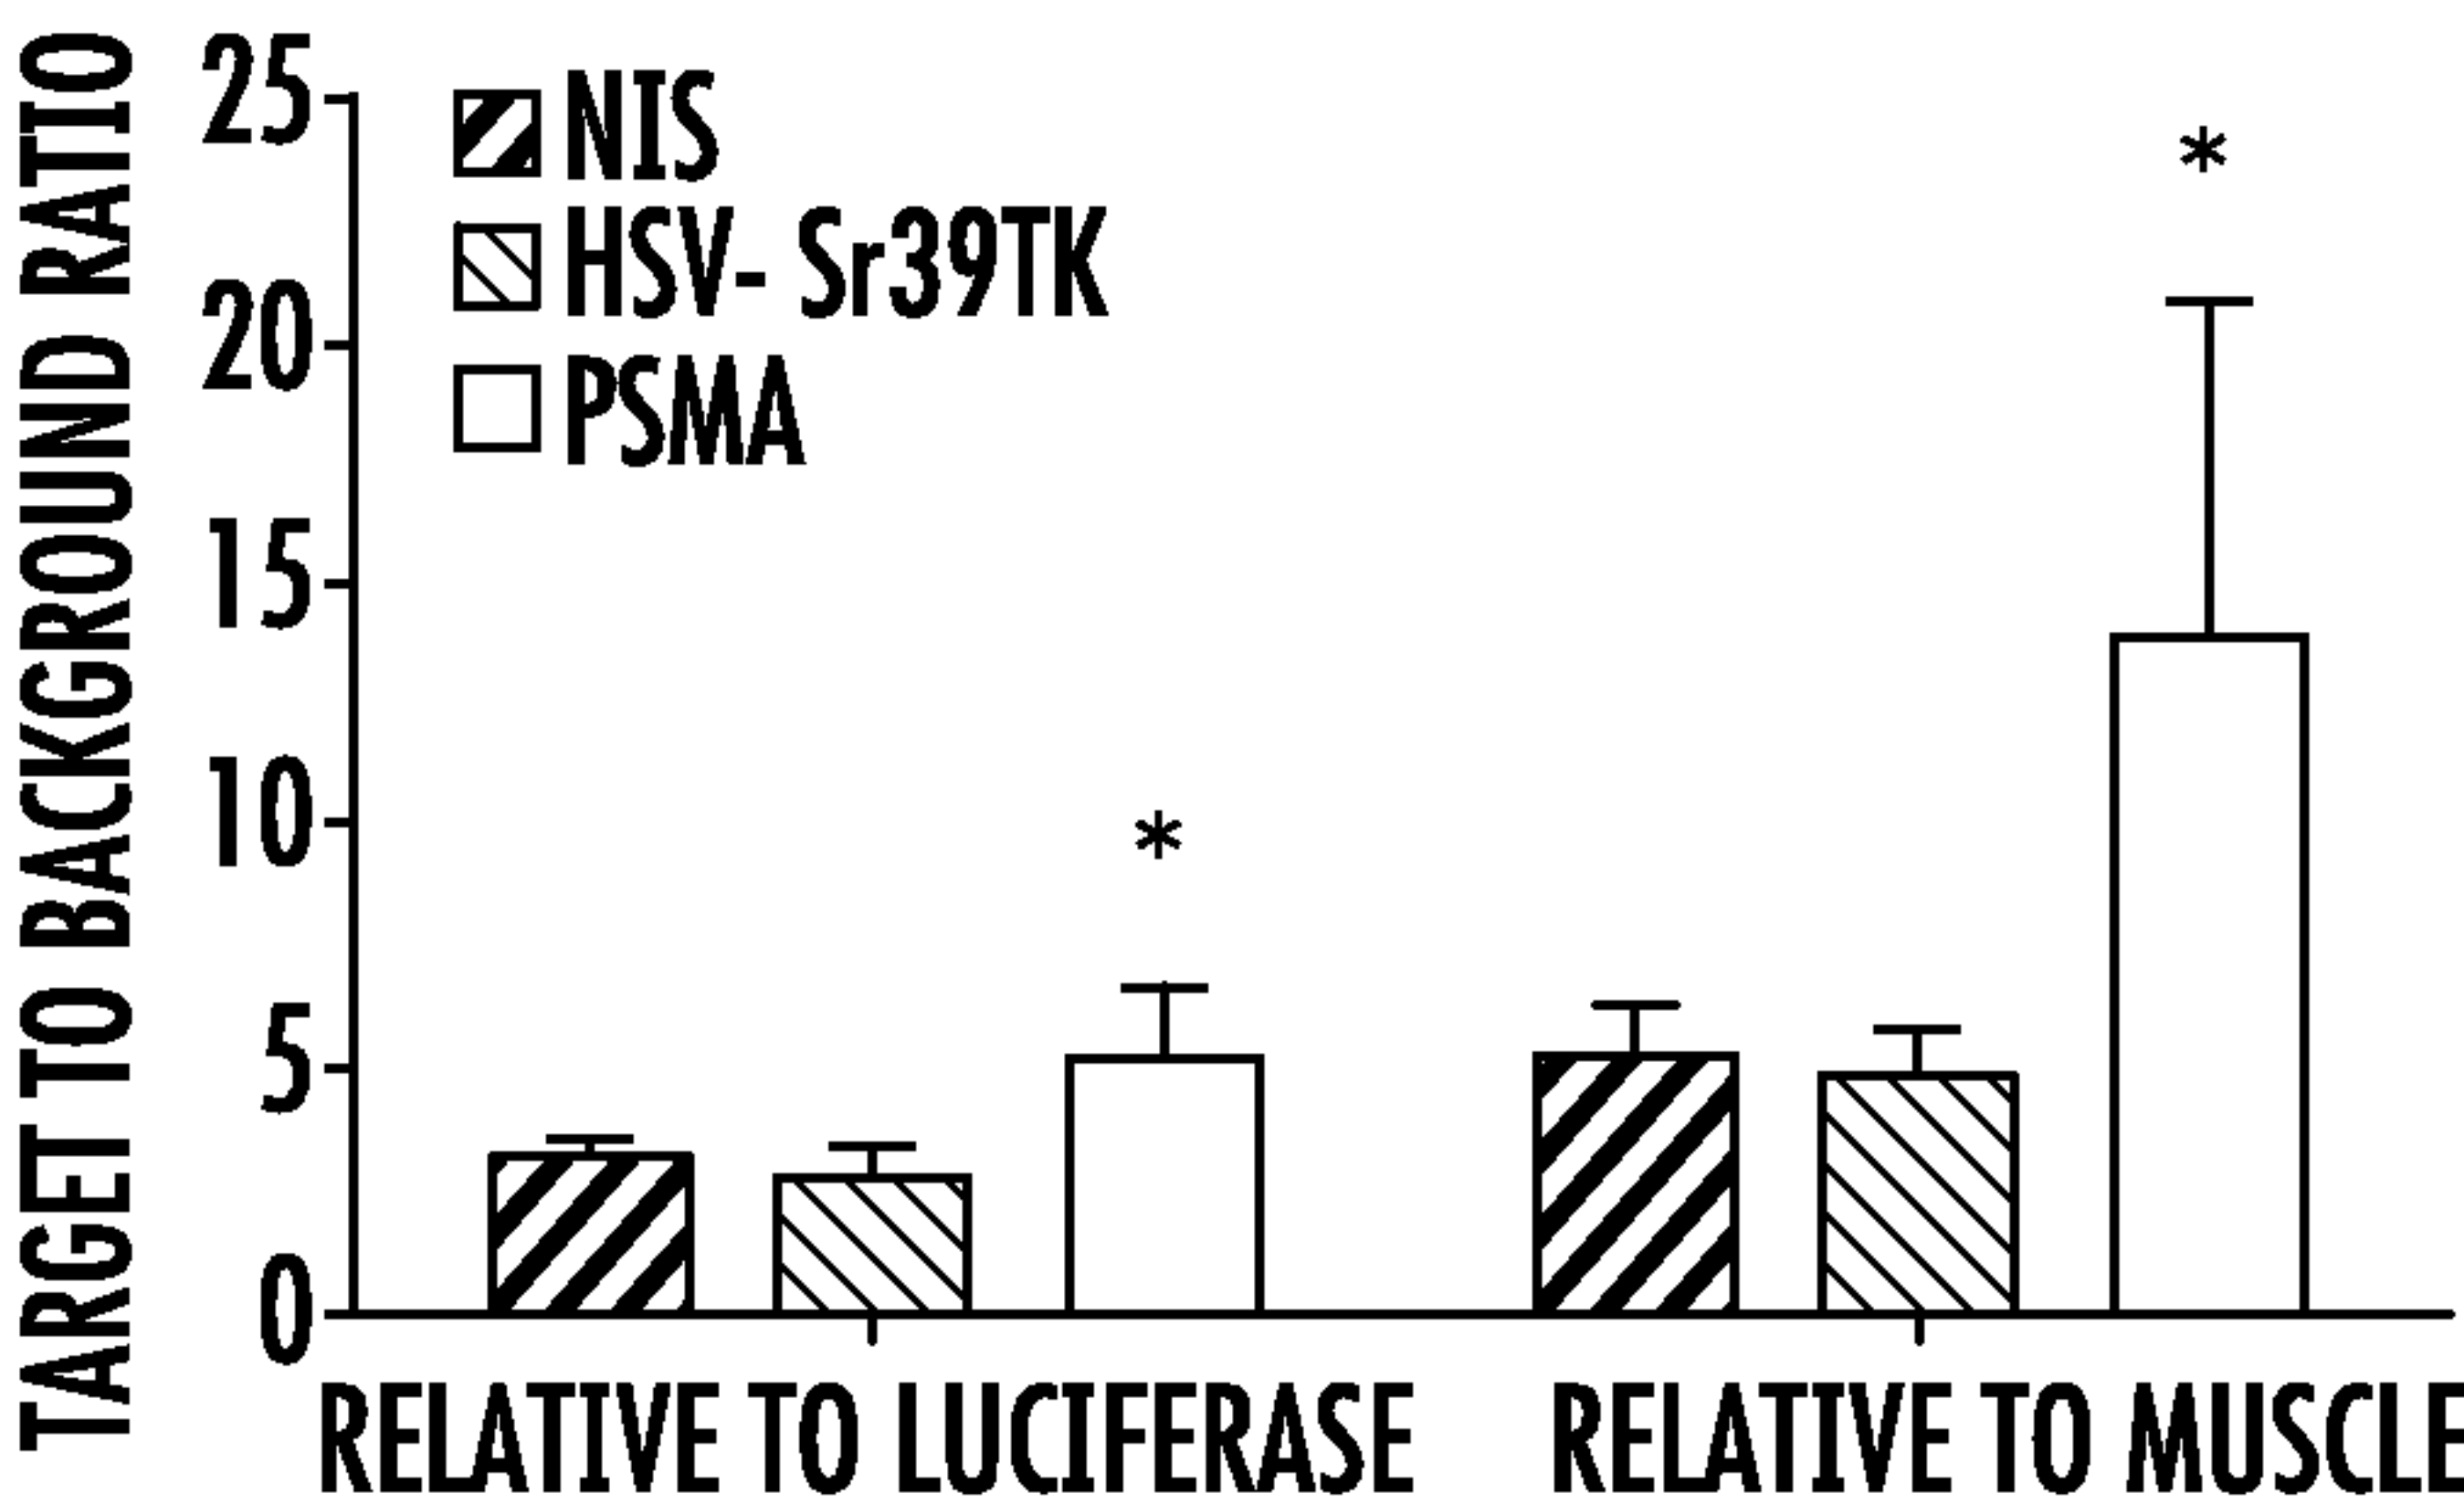 TARGET TO BACKGROUND RATIO
25
20
15
10
5
0
NIS
HSV- Sr39TK
PSMA
*
*
RELATIVE TO LUCIFERASE
RELATIVE TO MUSCLE